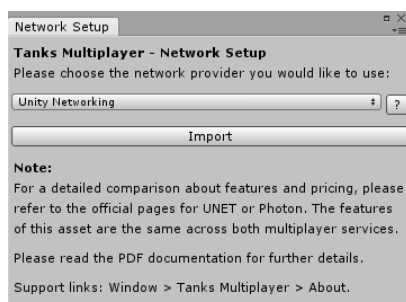 Network Setup
Tanks Multiplayer - Network Setup
Please choose the network provider you would like to use:
Unity Networking
?
Import
Note:
For a detailed comparison about features and pricing, please
refer to the official pages for UNET or Photon. The features
of this asset are the same across both multiplayer services.
Please read the PDF documentation for further details.
Support links: Window > Tanks Multiplayer > About.